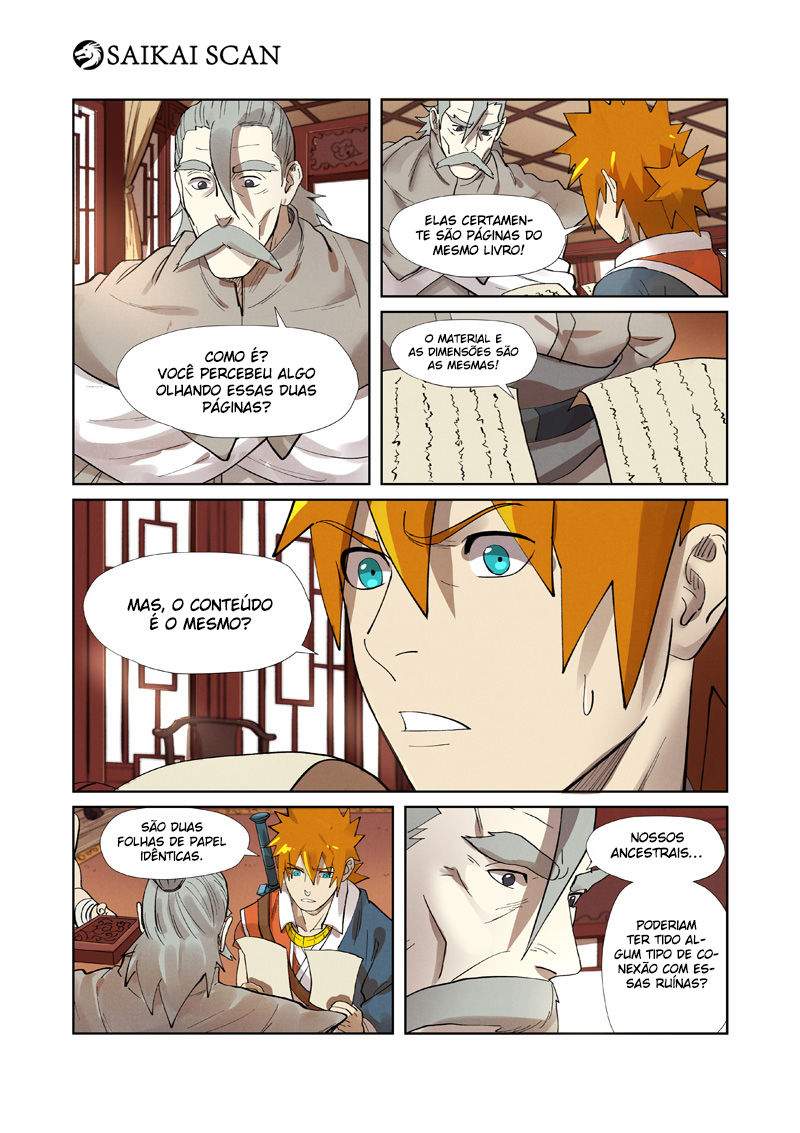 SAIKAI SCAN
COMO É?
VOCÊ PERCEBEU ALGO
OLHANDO ESSAS DUAS
PÁGINAS?
ELAS CERTAMEN-
TE SÃO PÁGINAS DO
MESMO LIVRO!
O MATERIAL E
AS DIMENSÕES SÃO
AS MESMAS!
MAS, O CONTEÚDO
É O MESMO?
SÃO DUAS
FOLHAS DE PAPEL
IDÊNTICAS.
NOSSOS
ANCESTRAIS...
PODERIAM
TER TIDO AL-
GUM TIPO DE CO-
NEXÃO COM ES-
SAS RUÍNAS?